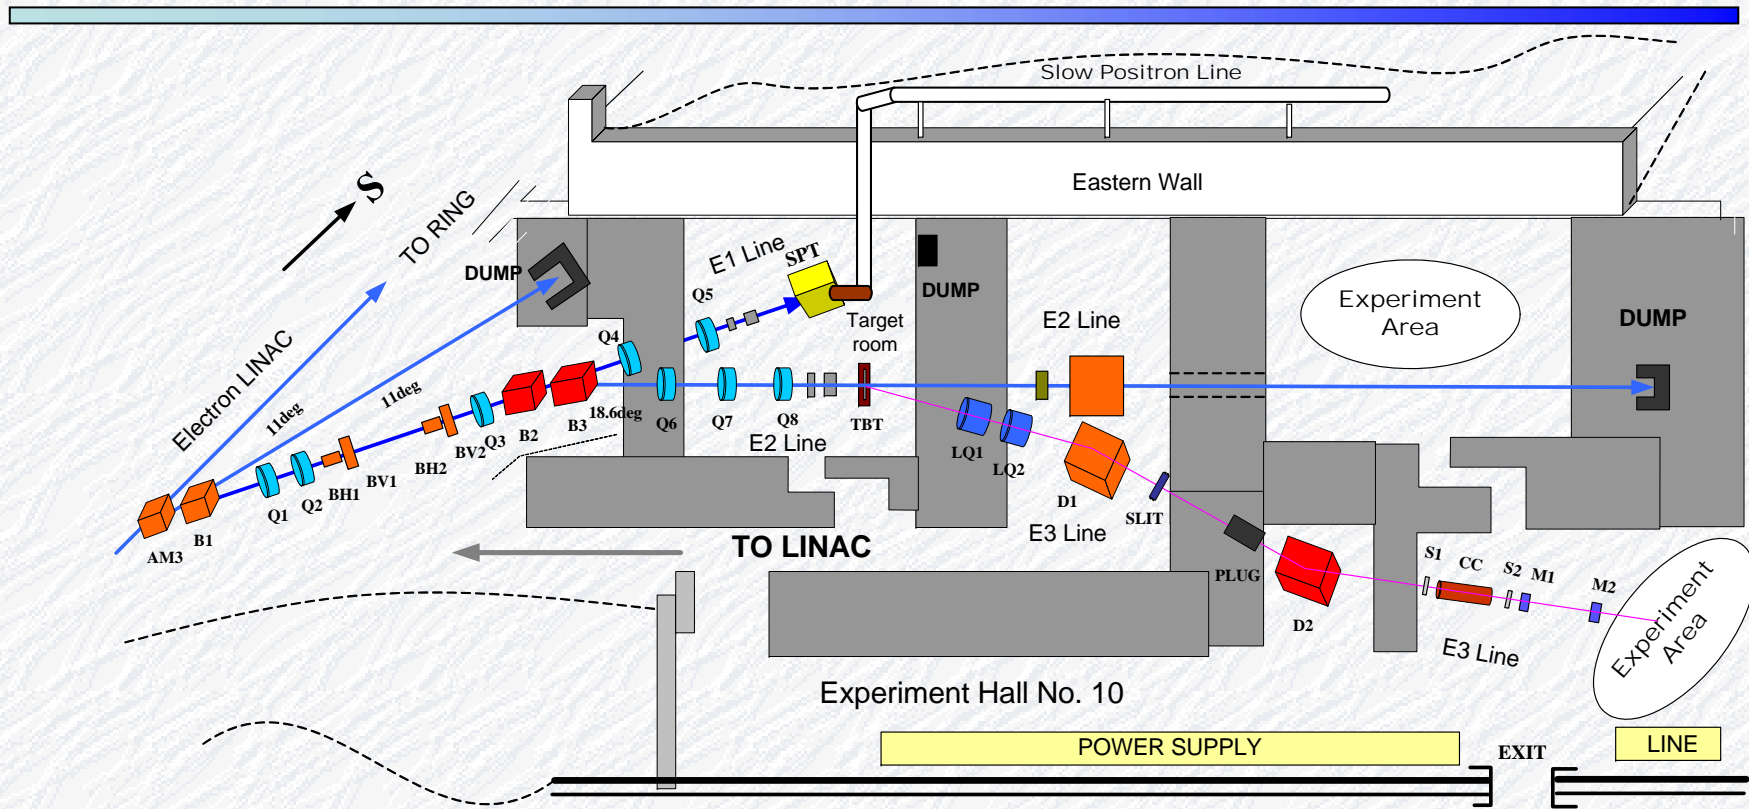 Slow Positron Line
Eastern Wall
S
TO RING
DUMP
E1 Line
SPT
Q5
DUMP
Target
room
E2 Line
Experiment
Area
DUMP
Electron LINAC
11deg
11deg
Q4
18.6deg
Q6
Q7
Q8
TBT
E2 Line
AM3
B1
Q1
Q2
BH1
BV1
BH2
BV2
Q3
B2
B3
LQ1
LQ2
D1
SLIT
E3 Line
TO LINAC
PLUG
D2
S1
CC
S2
M1
M2
E3 Line
Experiment
Area
Experiment Hall No. 10
POWER SUPPLY
EXIT
LINE